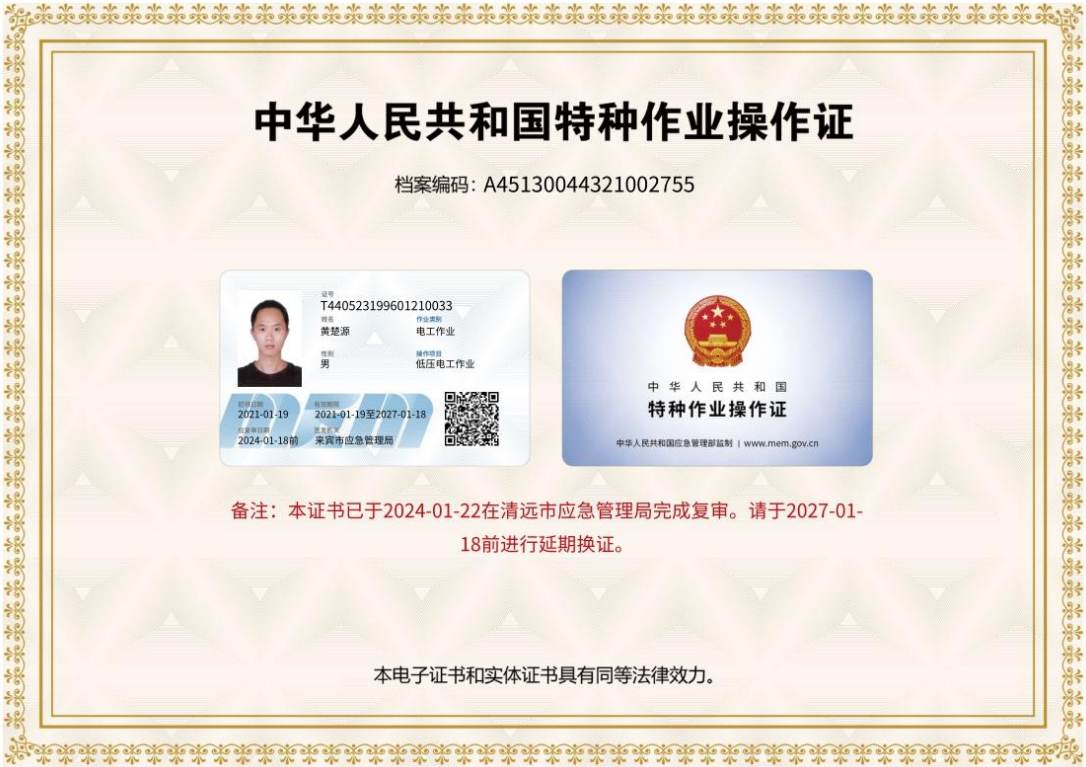 中华人民共和国特种作业操作证
档案编码：A45130044321002755
证号
T440523199601210033
姓名
作业类别
黄楚源
电工作业
性别
操作项目
男
低压电工作业
初领日期
有效期限
2021-01-19
2021-01-19至2027-01-18
应复审日期
签发机关
2024-01-18前
来宾市应急管理局
中华人民共和国
特种作业操作证
中华人民共和国应急管理部监制 | www.mem.gov.cn
备注：本证书已于2024-01-22在清远市应急管理局完成复审。请于2027-01-
18前进行延期换证。
本电子证书和实体证书具有同等法律效力。